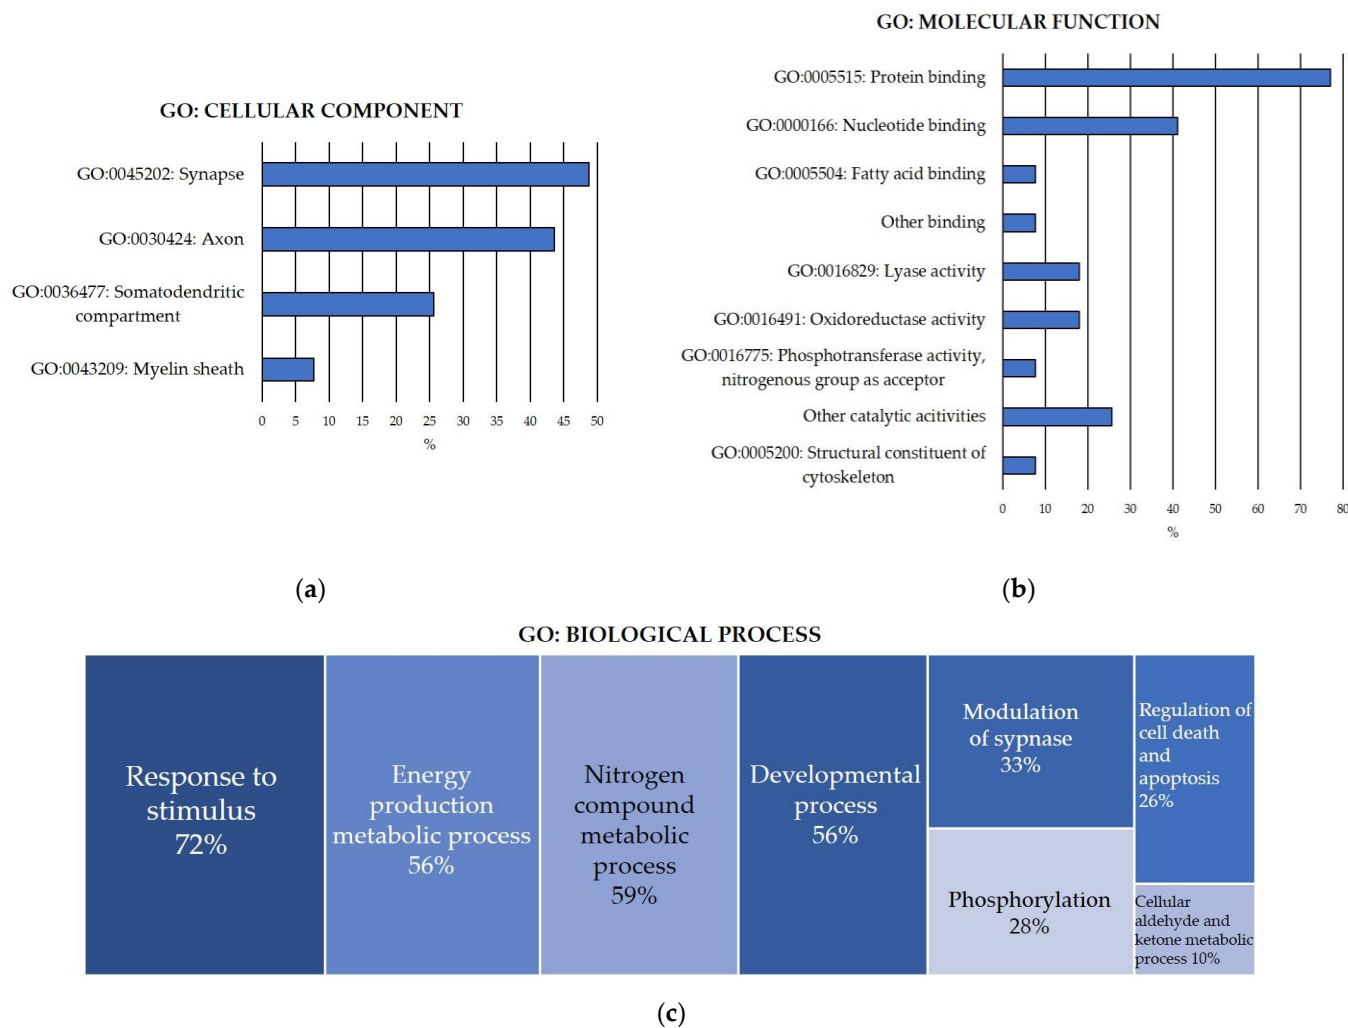 GO: CELLULAR COMPONENT
GO:0045202: Synapse
GO:0030424: Axon
GO:0036477: Somatodendritic
compartment
GO:0043209: Myelin sheath
0 5 10 15 20 25 30 35 40 45 50
%
(a)
GO: MOLECULAR FUNCTION
GO:0005515: Protein binding
GO:0000166: Nucleotide binding
GO:0005504: Fatty acid binding
Other binding
GO:0016829: Lyase activity
GO:0016491: Oxidoreductase activity
GO:0016775: Phosphotransferase activity,
nitrogenous group as acceptor
Other catalytic acitivities
GO:0005200: Structural constituent of
cytoskeleton
0 10 20 30 40 50 60 70 80
%
(b)
GO: BIOLOGICAL PROCESS
Response to
stimulus
72%
Energy
production
metabolic process
56%
Nitrogen
compound
metabolic
process
59%
Developmental
process
56%
Modulation
of sypnase
33%
Phosphorylation
28%
Regulation of
cell death
and
apoptosis
26%
Cellular
aldehyde and
ketone metabolic
process 10%
(c)